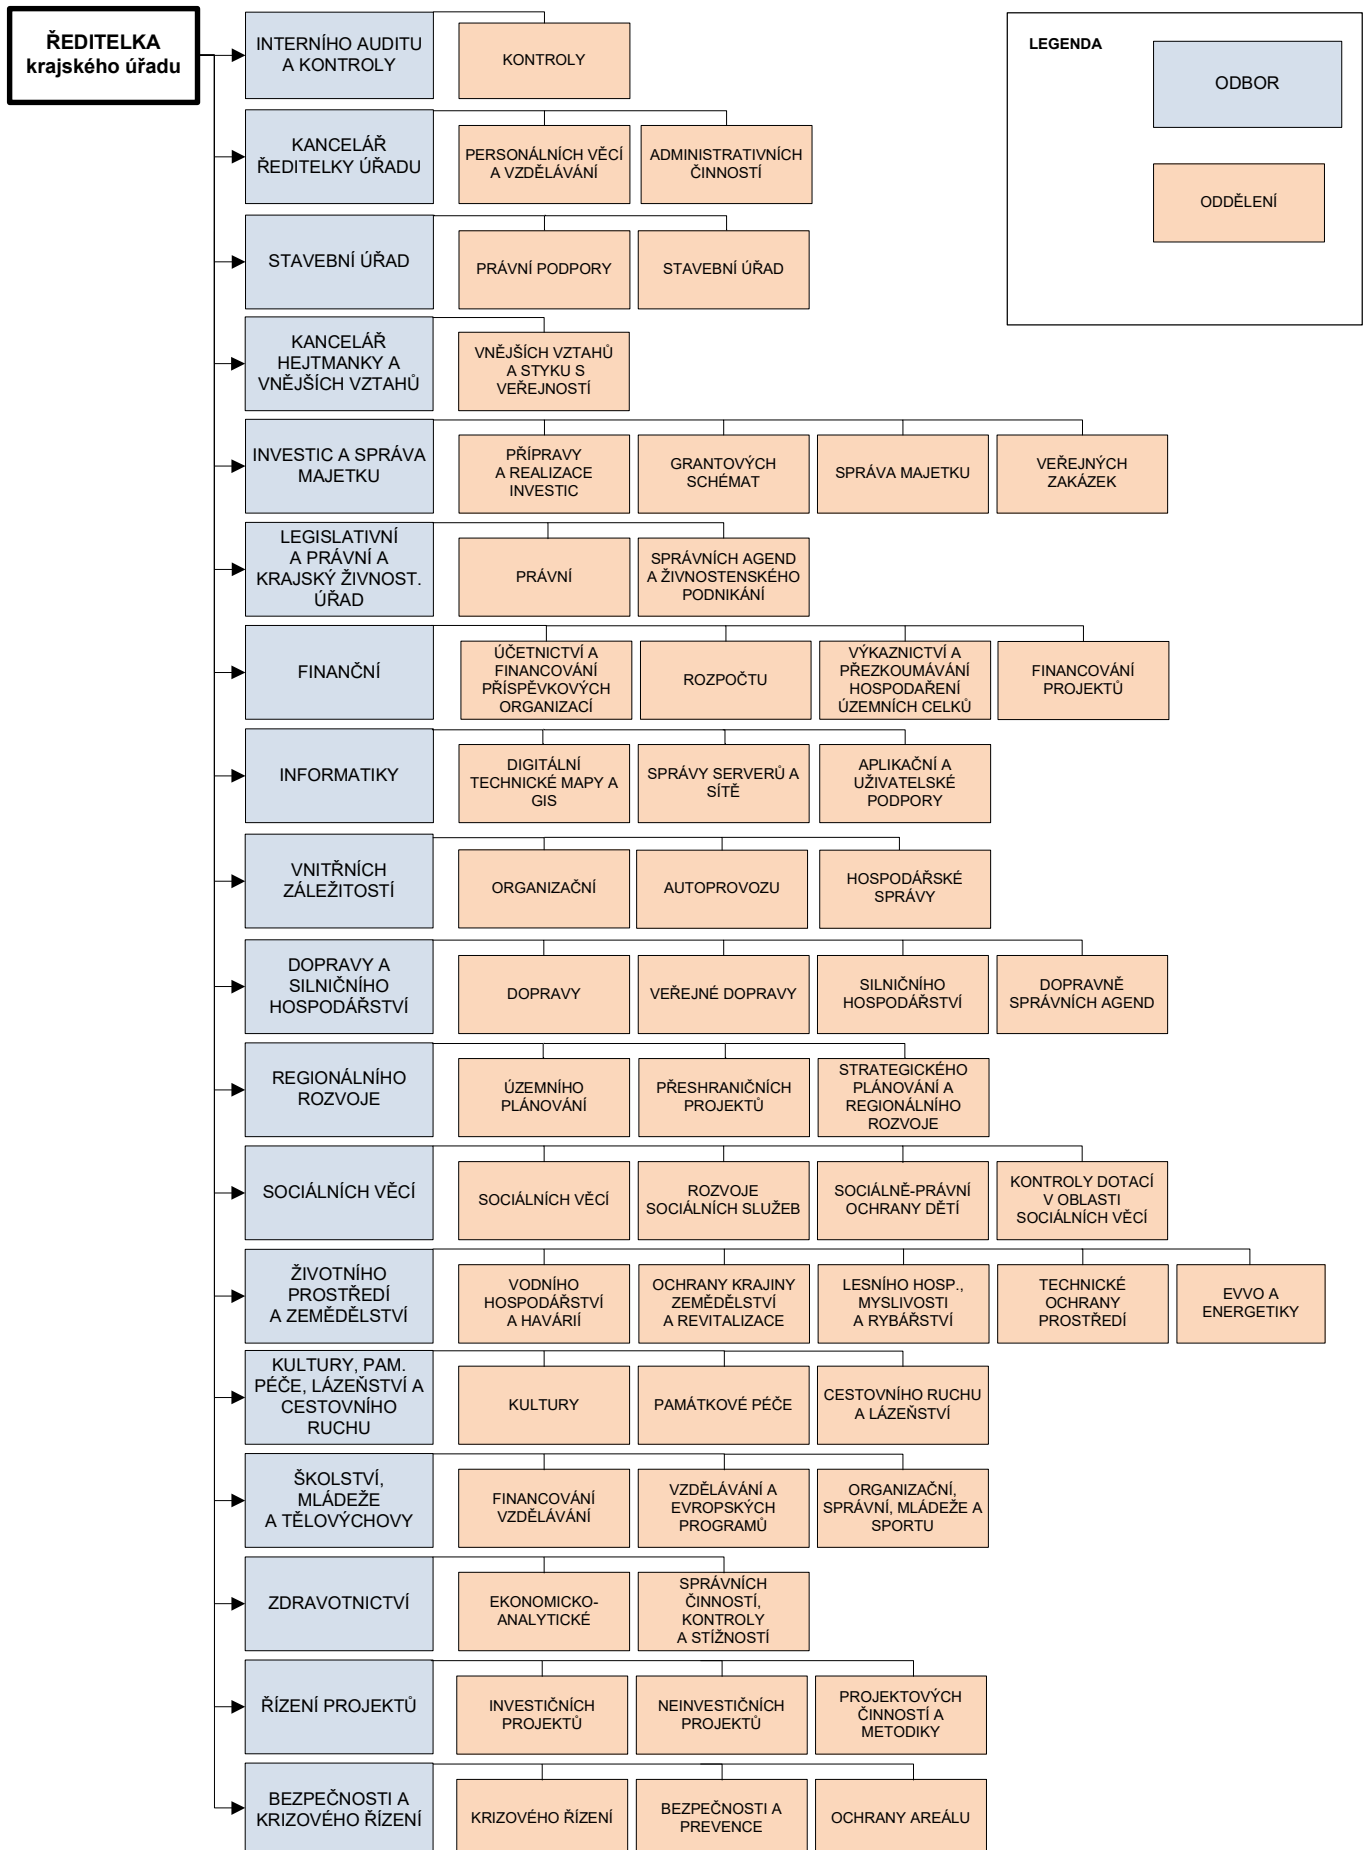 ŘEDITELKA
krajského úřadu
INTERNÍHO AUDITU
A KONTROLY
KONTROLY
LEGENDA
ODBOR
ODDĚLENÍ
KANCELÁŘ
ŘEDITELKY ÚŘADU
PERSONÁLNÍCH VĚCÍ
A VZDĚLÁVÁNÍ
ADMINISTRATIVNÍCH
ČINNOSTÍ
STAVEBNÍ ÚŘAD
PRÁVNÍ PODPORY
STAVEBNÍ ÚŘAD
KANCELÁŘ
HEJTMANKY A
VNĚJŠÍCH VZTAHŮ
VNĚJŠÍCH VZTAHŮ
A STYKU S
VEŘEJNOSTÍ
INVESTIC A SPRÁVA
MAJETKU
PŘÍPRAVY
A REALIZACE
INVESTIC
GRANTOVÝCH
SCHÉMAT
SPRÁVA MAJETKU
VEŘEJNÝCH
ZAKÁZEK
LEGISLATIVNÍ
A PRÁVNÍ A
KRAJSKÝ ŽIVNOST.
ÚŘAD
PRÁVNÍ
SPRÁVNÍCH AGEND
A ŽIVNOSTENSKÉHO
PODNIKÁNÍ
FINANČNÍ
ÚČETNICTVÍ A
FINANCOVÁNÍ
PŘÍSPĚVKOVÝCH
ORGANIZACÍ
ROZPOČTU
VÝKAZNICTVÍ A
PŘEZKOUMÁVÁNÍ
HOSPODAŘENÍ
ÚZEMNÍCH CELKŮ
FINANCOVÁNÍ
PROJEKTŮ
INFORMATIKY
DIGITÁLNÍ
TECHNICKÉ MAPY A
GIS
SPRÁVY SERVERŮ A
SÍTĚ
APLIKAČNÍ A
UŽIVATELSKÉ
PODPORY
VNITŘNÍCH
ZÁLEŽITOSTÍ
ORGANIZAČNÍ
AUTOPROVOZU
HOSPODÁŘSKÉ
SPRÁVY
DOPRAVY A
SILNIČNÍHO
HOSPODÁŘSTVÍ
DOPRAVY
VEŘEJNÉ DOPRAVY
SILNIČNÍHO
HOSPODÁŘSTVÍ
DOPRAVNĚ
SPRÁVNÍCH AGEND
REGIONÁLNÍHO
ROZVOJE
ÚZEMNÍHO
PLÁNOVÁNÍ
PŘESHRANIČNÍCH
PROJEKTŮ
STRATEGICKÉHO
PLÁNOVÁNÍ A
REGIONÁLNÍHO
ROZVOJE
SOCIÁLNÍCH VĚCÍ
SOCIÁLNÍCH VĚCÍ
ROZVOJE
SOCIÁLNÍCH SLUŽEB
SOCIÁLNĚ-PRÁVNÍ
OCHRANY DĚTÍ
KONTROLY DOTACÍ
V OBLASTI
SOCIÁLNÍCH VĚCÍ
ŽIVOTNÍHO
PROSTŘEDÍ
A ZEMĚDĚLSTVÍ
VODNÍHO
HOSPODÁŘSTVÍ
A HAVÁRIÍ
OCHRANY KRAJINY
ZEMĚDĚLSTVÍ
A REVITALIZACE
LESNÍHO HOSP.,
MYSLIVOSTI
A RYBÁŘSTVÍ
TECHNICKÉ
OCHRANY
PROSTŘEDÍ
EVVO A
ENERGETIKY
KULTURY, PAM.
PÉČE, LÁZEŇSTVÍ A
CESTOVNÍHO
RUCHU
KULTURY
PAMÁTKOVÉ PÉČE
CESTOVNÍHO RUCHU
A LÁZEŇSTVÍ
ŠKOLSTVÍ,
MLÁDEŽE
A TĚLOVÝCHOVY
FINANCOVÁNÍ
VZDĚLÁVÁNÍ
VZDĚLÁVÁNÍ A
EVROPSKÝCH
PROGRAMŮ
ORGANIZAČNÍ,
SPRÁVNÍ, MLÁDEŽE A
SPORTU
ZDRAVOTNICTVÍ
EKONOMICKO-
ANALYTICKÉ
SPRÁVNÍCH
ČINNOSTÍ,
KONTROLY
A STÍŽNOSTÍ
ŘÍZENÍ PROJEKTŮ
INVESTIČNÍCH
PROJEKTŮ
NEINVESTIČNÍCH
PROJEKTŮ
PROJEKTOVÝCH
ČINNOSTÍ A
METODIKY
BEZPEČNOSTI A
KRIZOVÉHO ŘÍZENÍ
KRIZOVÉHO ŘÍZENÍ
BEZPEČNOSTI A
PREVENCE
OCHRANY AREÁLU